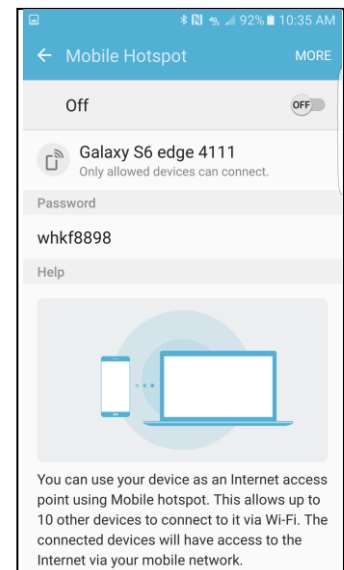 92% 10:35 AM
Mobile Hotspot MORE
Off OFF
Galaxy S6 edge 4111
Only allowed devices can connect.
Password
whkf8898
Help
You can use your device as an Internet access
point using Mobile hotspot. This allows up to
10 other devices to connect to it via Wi-Fi. The
connected devices will have access to the
Internet via your mobile network.